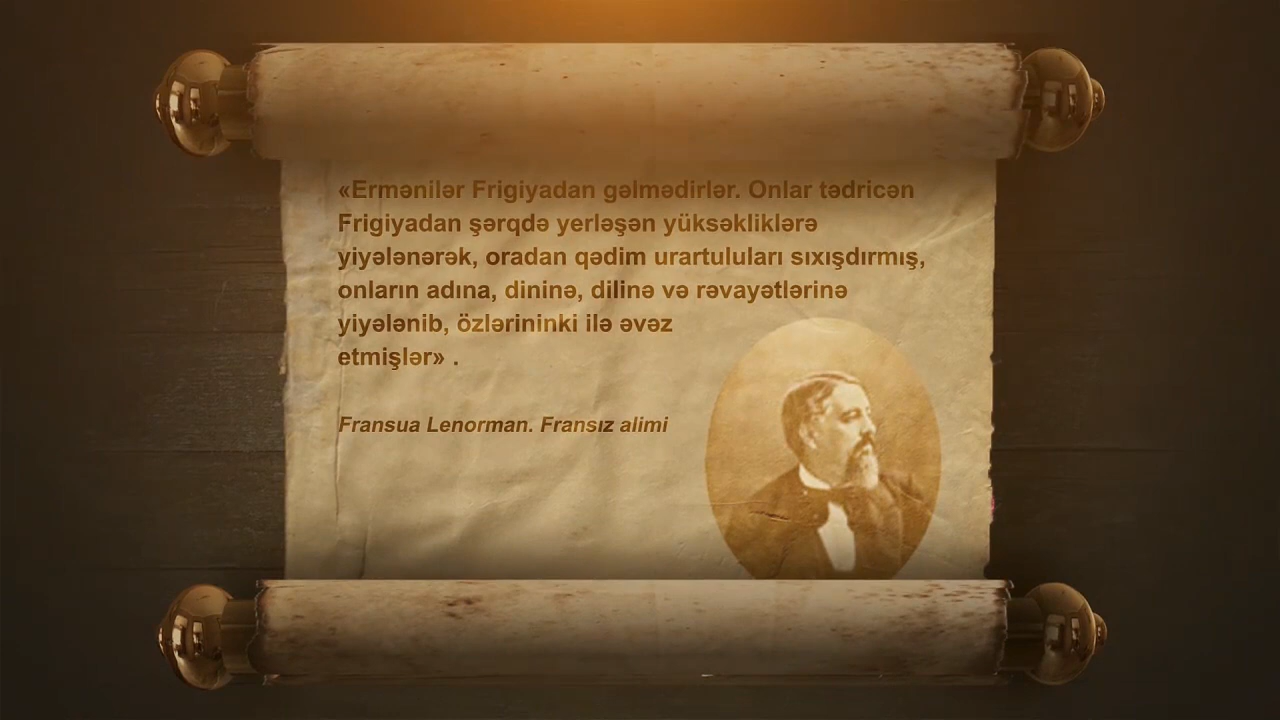 «Ermənilər Frigiyadan gəlmədirlər. Onlar tədricən
Frigiyadan şərqdə yerləşən yüksəkliklərə
yiyələnərək, oradan qədim urartuluları sıxışdırmış,
onların adına, dininə, dilinə və rəvayətlərinə
yiyələnib, özlərininki ilə əvəz
etmişlər» .
Fransua Lenorman. Fransız alimi